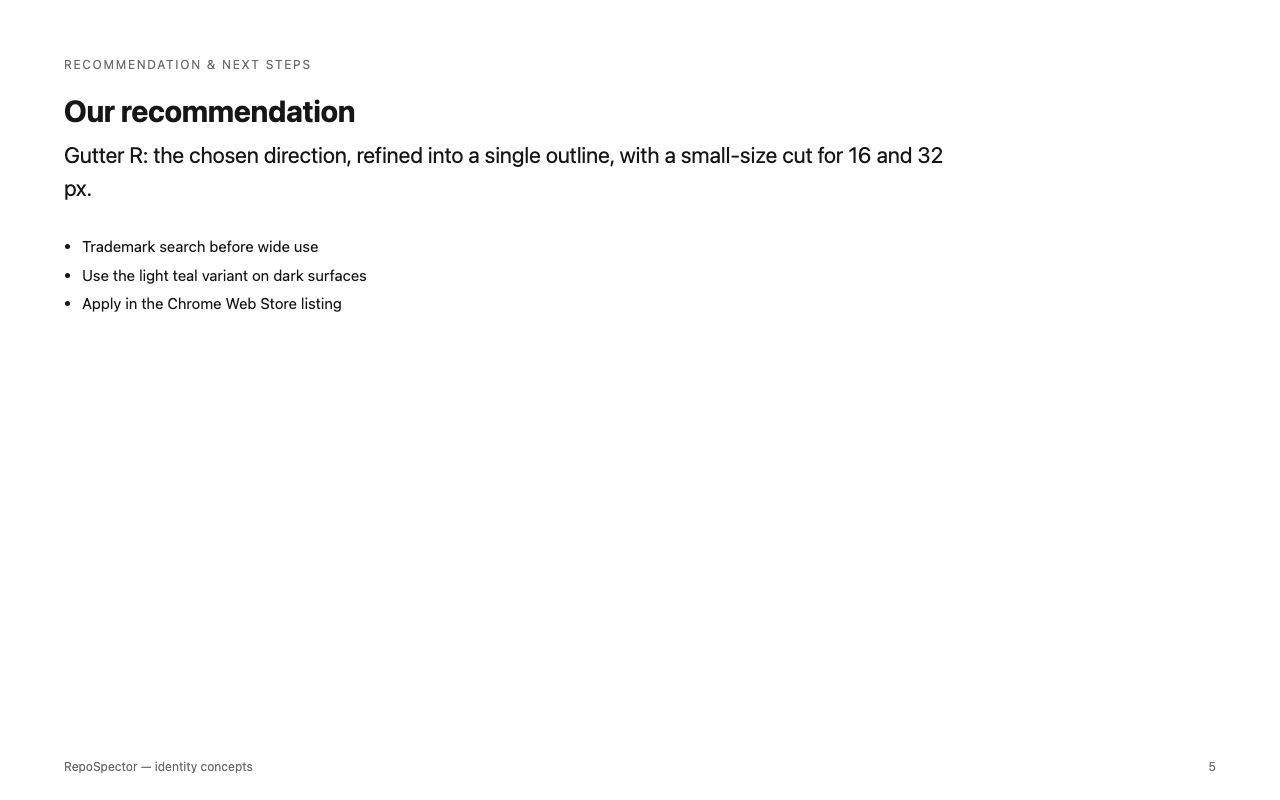 RECOMMENDATION & NEXT STEPS
Our recommendation
Gutter R: the chosen direction, refined into a single outline, with a small-size cut for 16 and 32
px.
• Trademark search before wide use
• Use the light teal variant on dark surfaces
• Apply in the Chrome Web Store listing
RepoSpector — identity concepts
5